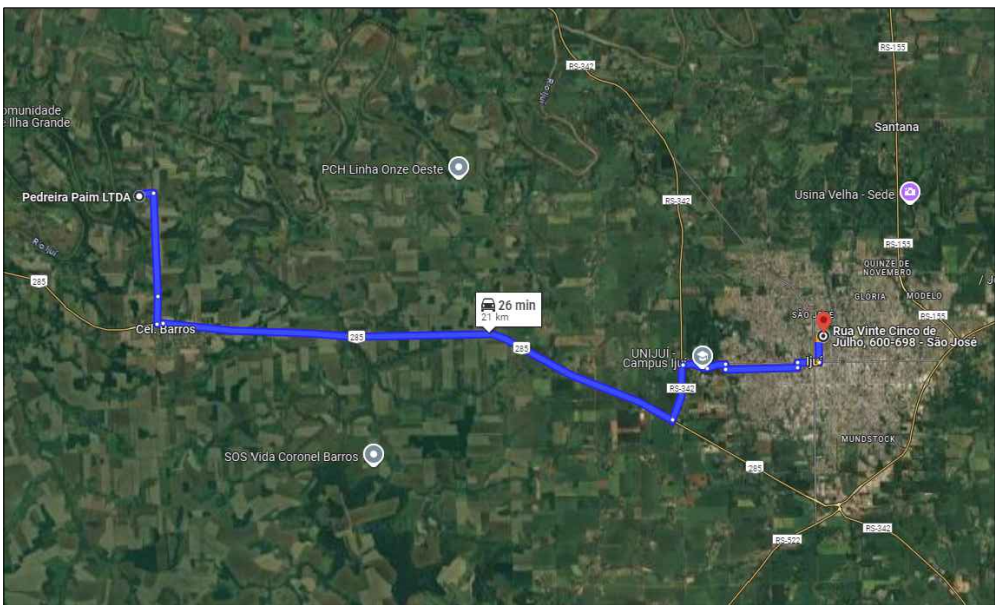 RS-155
RS-342
omunidade
e Ilha Grande
Santana
PCH Linha Onze Oeste
Pedreira Paim LTDA
Usina Velha - Sede
RS-342
Rio Ijuí
RS-155
QUINZE DE
NOVEMBRO
285
GLÓRIA
MODELO
26 min
21 km
RS-155
Cel. Barros
Rua Vinte Cinco de
Julho, 600-698 - São José
285
285
UNIJUÍ -
Campus Iju
RS-342
MUNDSTOCK
SOS Vida Coronel Barros
285
RS-342
RS-522